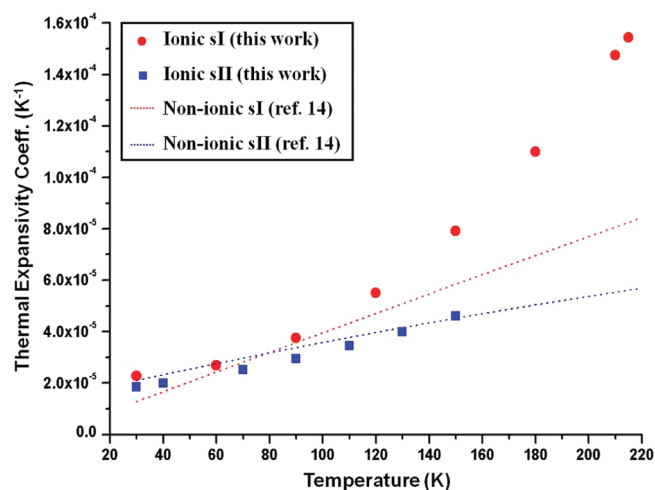 1.6x10⁻⁴
1.4x10⁻⁴
1.2x10⁻⁴
1.0x10⁻⁴
8.0x10⁻⁵
6.0x10⁻⁵
4.0x10⁻⁵
2.0x10⁻⁵
0.0
Thermal Expansivity Coeff. (K⁻¹)
Ionic sI (this work)
Ionic sII (this work)
Non-ionic sI (ref. 14)
Non-ionic sII (ref. 14)
20 40 60 80 100 120 140 160 180 200 220
Temperature (K)